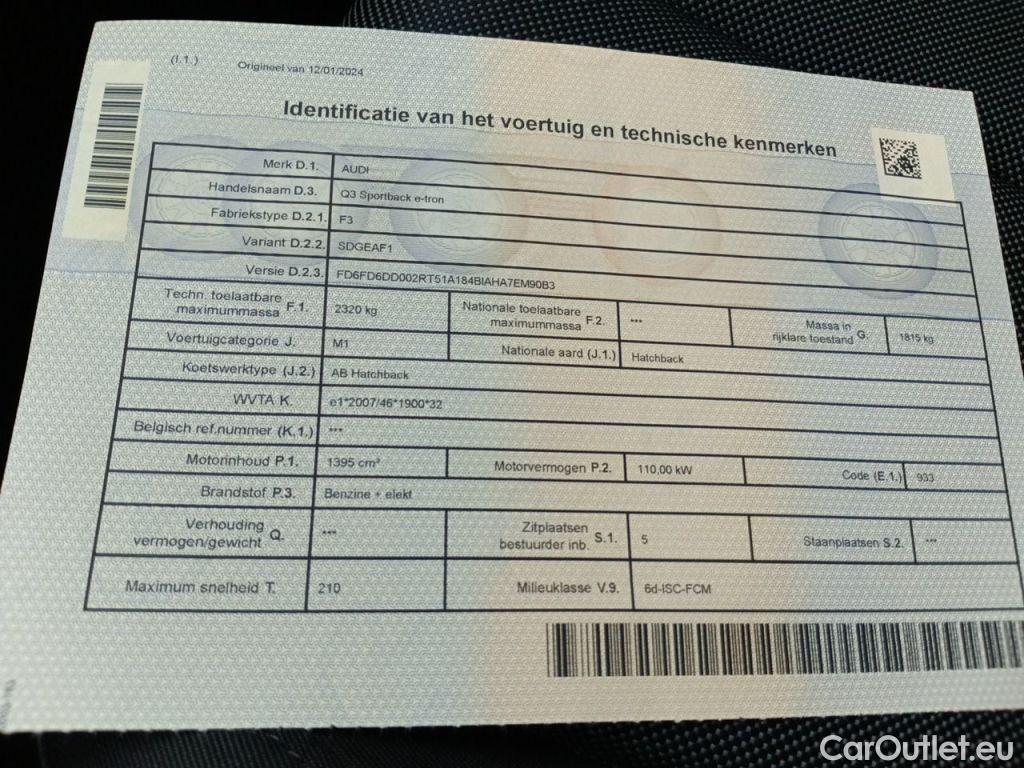 (I.1.) Origineel van 12/01/2024
Identificatie van het voertuig en technische kenmerken
Merk D.1. AUDI
Handelsnaam D.3. Q3 Sportback e-tron
Fabriekstype D.2.1. F3
Variant D.2.2. SDGEAF1
Versie D.2.3. FD6FD6DD002RT51A184BIAHA7EM90B3
Techn. toelaatbare maximummassa F.1. 2320 kg Nationale toelaatbare maximummassa F.2. *** Massa in rijklare toestand G. 1815 kg
Voertuigcategorie J. M1 Nationale aard (J.1.) Hatchback
Koetswerktype (J.2.) AB Hatchback
WVTA K. e1*2007/46*1900*32
Belgisch ref.nummer (K.1.) ***
Motorinhoud P.1. 1395 cm³ Motorvermogen P.2. 110,00 kW Code (E.1.) 933
Brandstof P.3. Benzine + elekt
Verhouding vermogen/gewicht Q. *** Zitplaatsen bestuurder inb. S.1. 5 Staanplaatsen S.2. ***
Maximum snelheid T. 210 Milieuklasse V.9. 6d-ISC-FCM
CarOutlet.eu